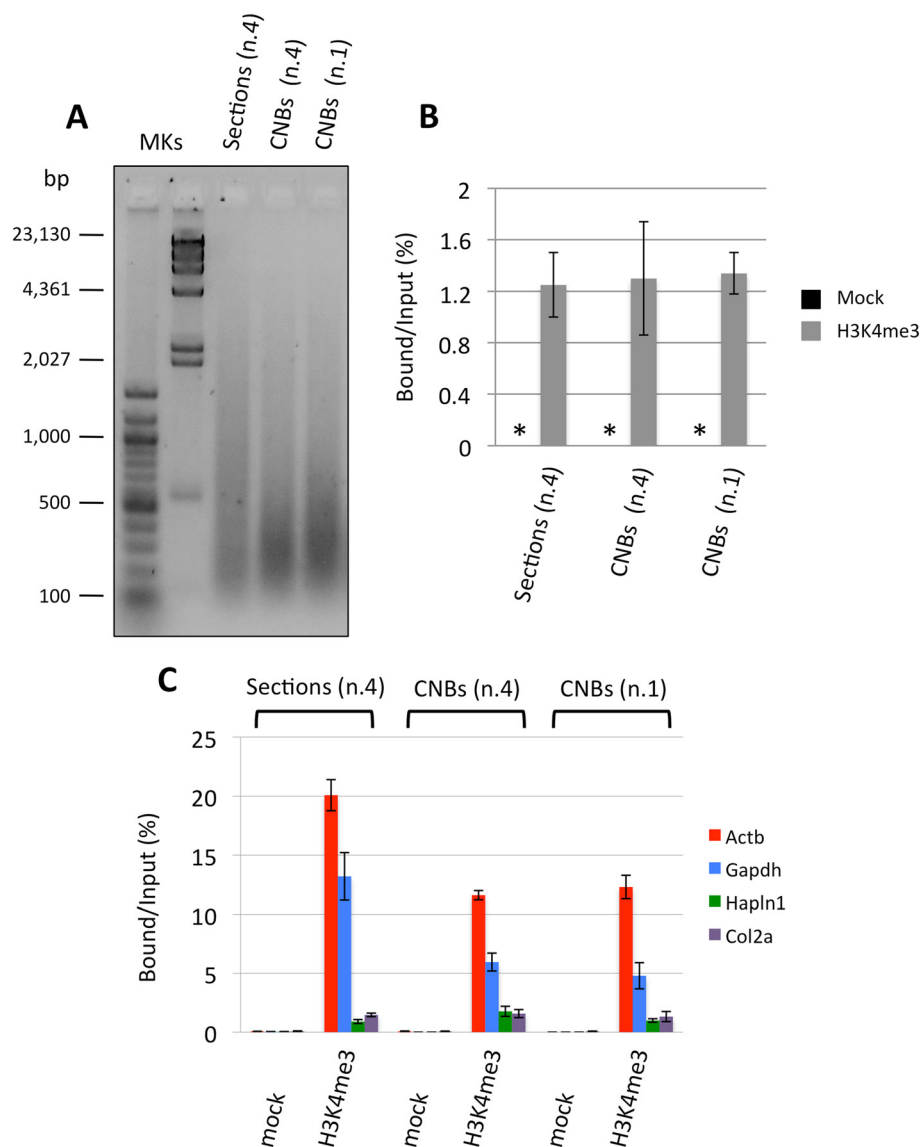 A
MKs
Sections (n.4)
CNBs (n.4)
CNBs (n.1)
bp
23,130
4,361
2,027
1,000
500
100
B
Bound/Input (%)
2
1.6
1.2
0.8
0.4
0
*
*
*
Sections (n.4)
CNBs (n.4)
CNBs (n.1)
Mock
H3K4me3
C
Sections (n.4)
CNBs (n.4)
CNBs (n.1)
Bound/Input (%)
25
20
15
10
5
0
mock
H3K4me3
mock
H3K4me3
mock
H3K4me3
Actb
Gapdh
Hapln1
Col2a